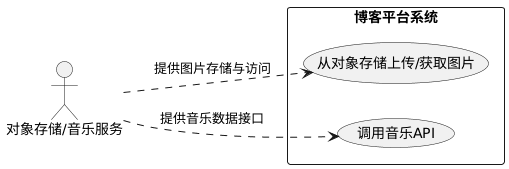 博客平台系统
提供图片存储与访问
从对象存储上传/获取图片
对象存储/音乐服务
提供音乐数据接口
调用音乐API